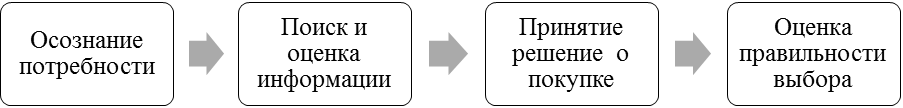 Осознание
потребности
Поиск и
оценка
информации
Принятие
решение о
покупке
Оценка
правильности
выбора